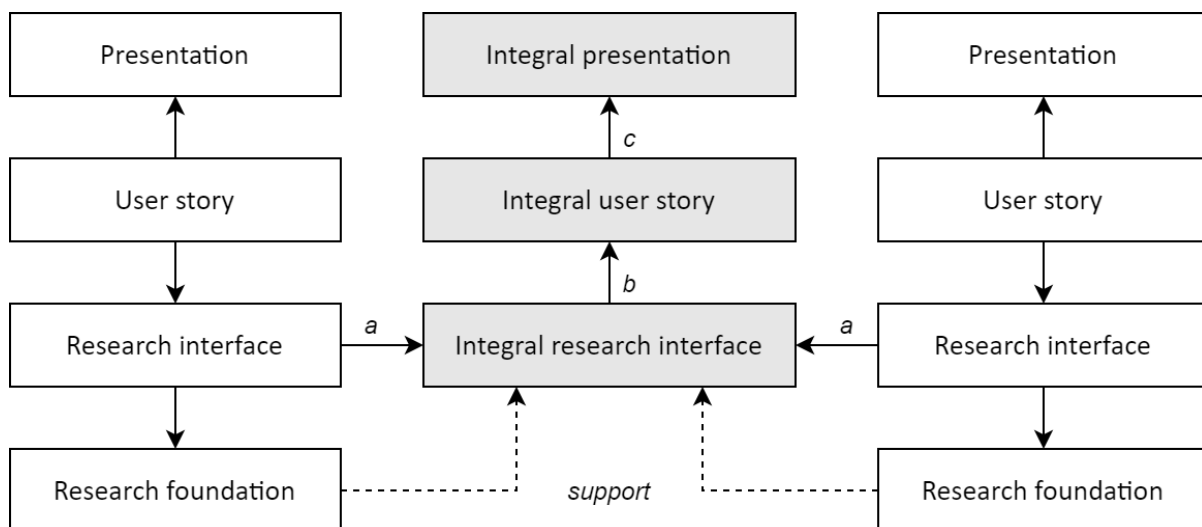 Presentation
Integral presentation
Presentation
c
User story
Integral user story
User story
b
a
a
Research interface
Integral research interface
Research interface
Research foundation
support
Research foundation